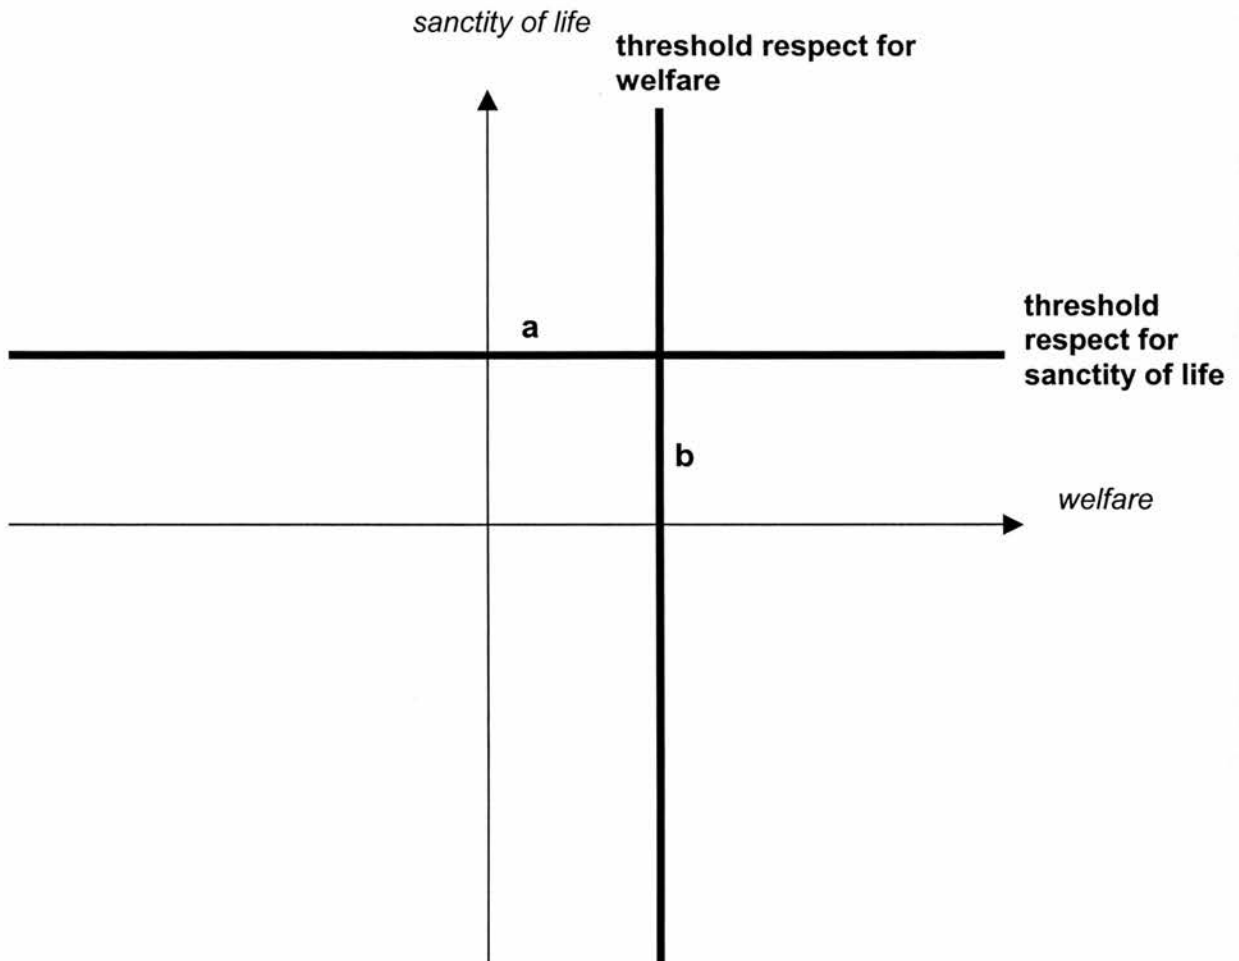 sanctity of life
threshold respect for
welfare
a
threshold
respect for
sanctity of life
b
welfare